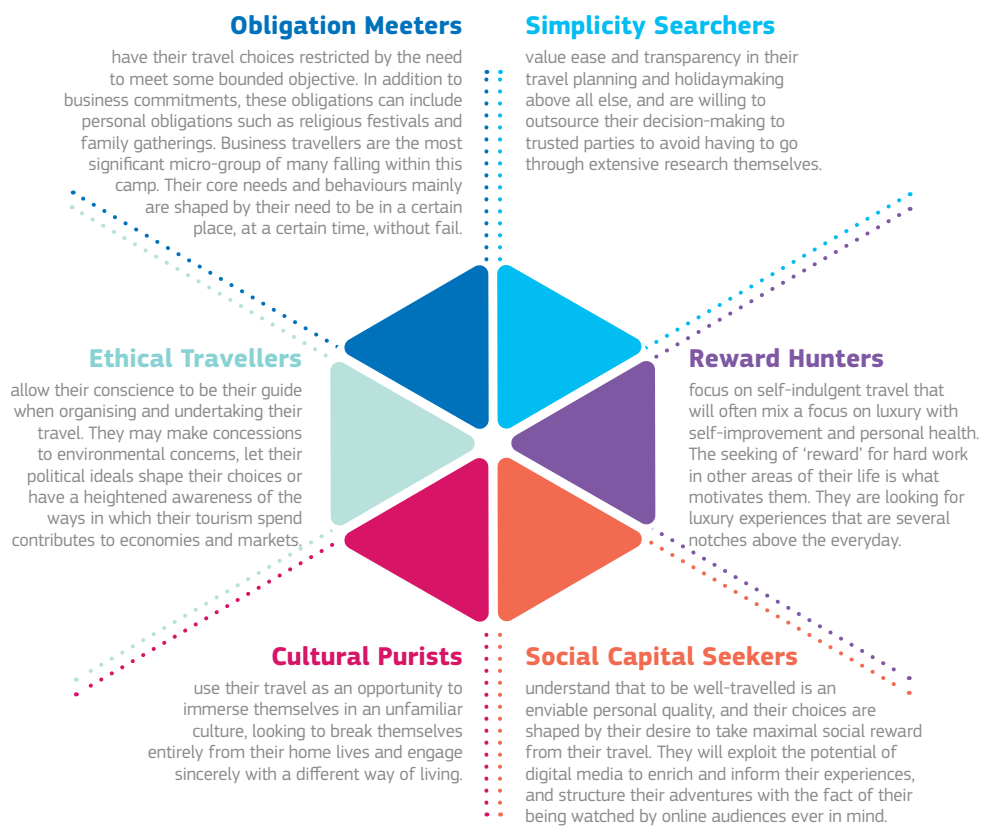 Obligation Meeters
have their travel choices restricted by the need
to meet some bounded objective. In addition to
business commitments, these obligations can include
personal obligations such as religious festivals and
family gatherings. Business travellers are the most
significant micro-group of many falling within this
camp. Their core needs and behaviours mainly
are shaped by their need to be in a certain
place, at a certain time, without fail.
Simplicity Searchers
value ease and transparency in their
travel planning and holidaymaking
above all else, and are willing to
outsource their decision-making to
trusted parties to avoid having to go
through extensive research themselves.
Ethical Travellers
allow their conscience to be their guide
when organising and undertaking their
travel. They may make concessions
to environmental concerns, let their
political ideals shape their choices or
have a heightened awareness of the
ways in which their tourism spend
contributes to economies and markets.
Reward Hunters
focus on self-indulgent travel that
will often mix a focus on luxury with
self-improvement and personal health.
The seeking of ‘reward’ for hard work
in other areas of their life is what
motivates them. They are looking for
luxury experiences that are several
notches above the everyday.
Cultural Purists
use their travel as an opportunity to
immerse themselves in an unfamiliar
culture, looking to break themselves
entirely from their home lives and engage
sincerely with a different way of living.
Social Capital Seekers
understand that to be well-travelled is an
enviable personal quality, and their choices are
shaped by their desire to take maximal social reward
from their travel. They will exploit the potential of
digital media to enrich and inform their experiences,
and structure their adventures with the fact of their
being watched by online audiences ever in mind.